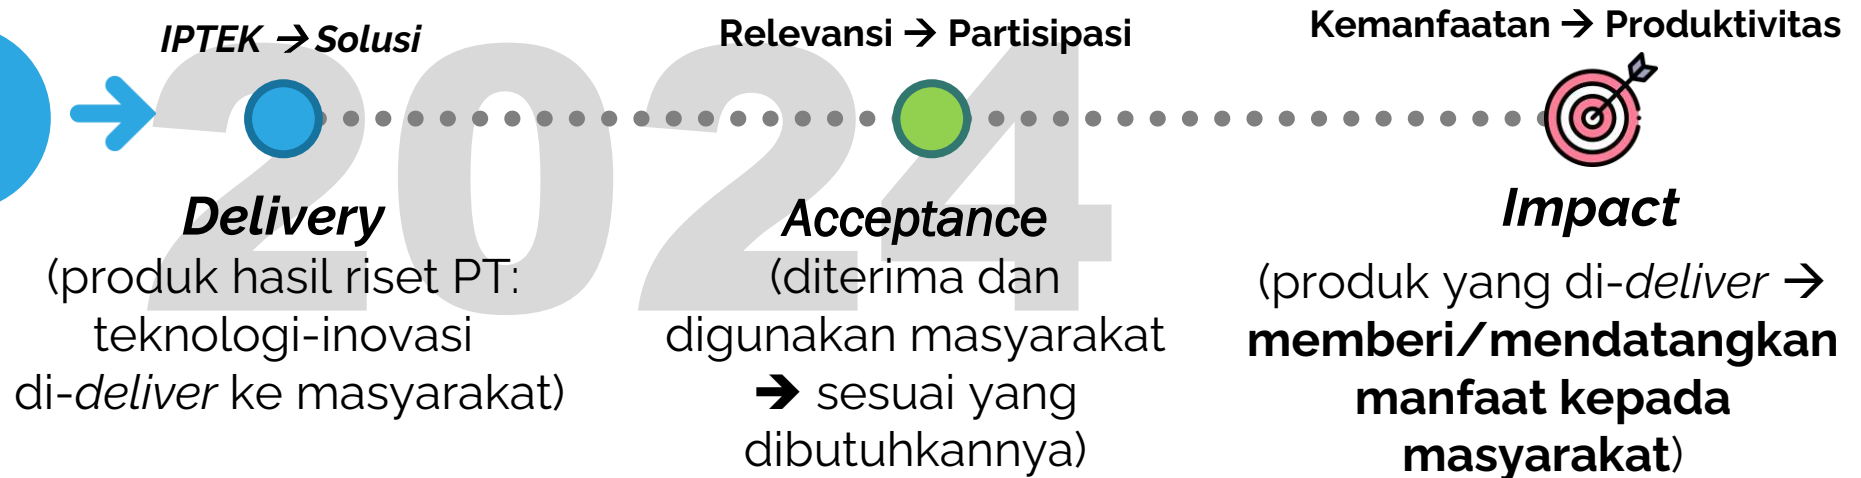 IPTEK → Solusi
Relevansi → Partisipasi
Kemanfaatan → Produktivitas
2024
Delivery
(produk hasil riset PT:
teknologi-inovasi
di-deliver ke masyarakat)
Acceptance
(diterima dan
digunakan masyarakat
→ sesuai yang
dibutuhkannya)
Impact
(produk yang di-deliver →
memberi/mendatangkan
manfaat kepada
masyarakat)